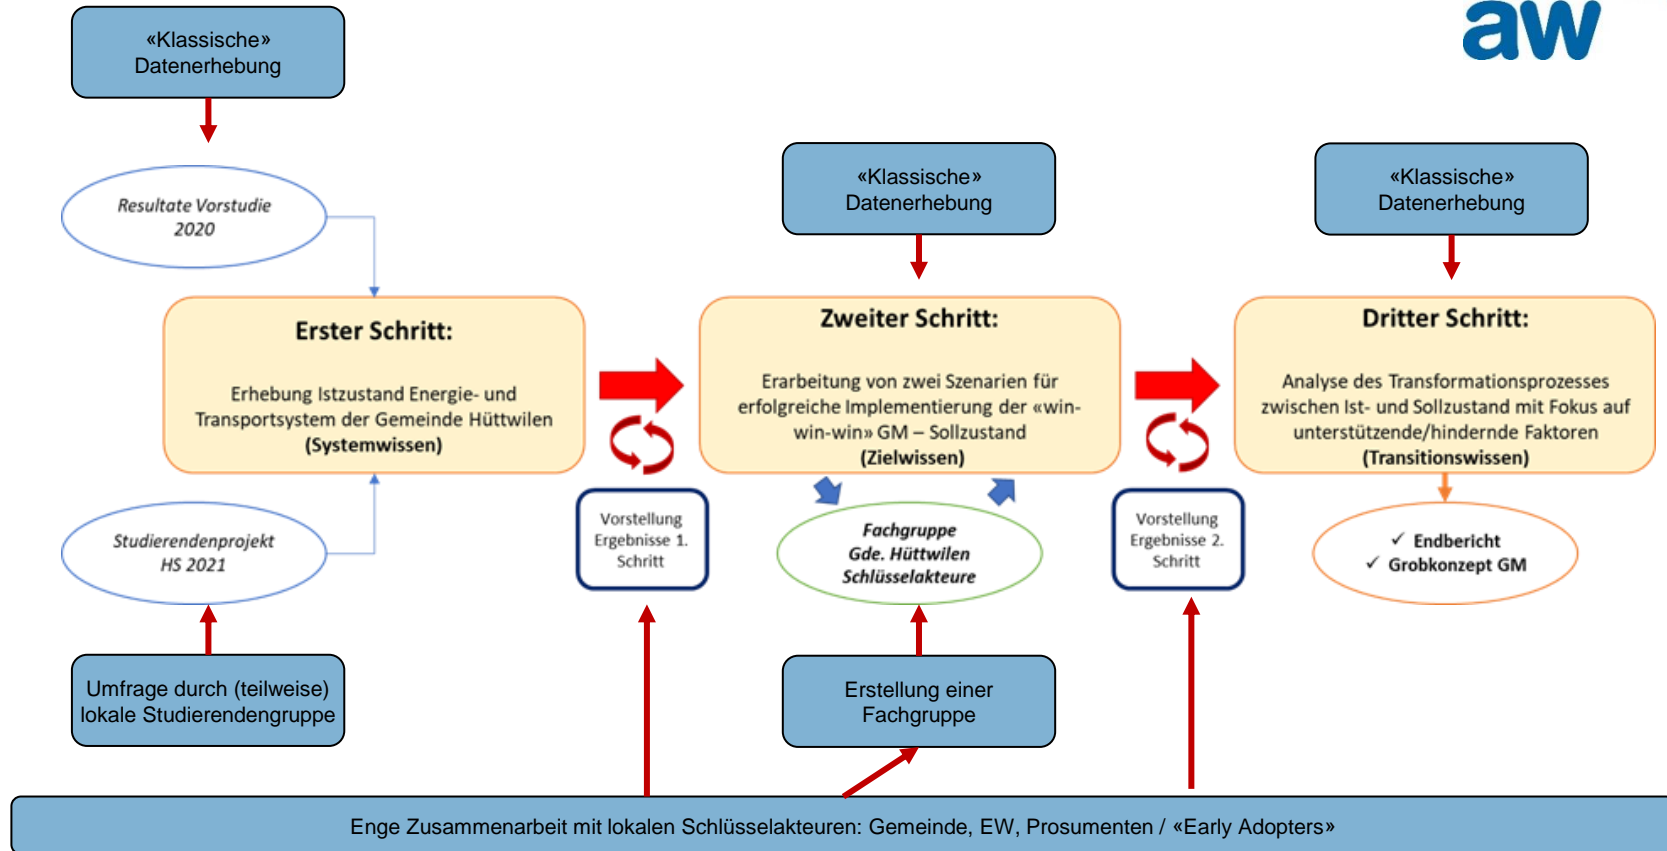 aw
«Klassische»
Datenerhebung
Resultate Vorstudie
2020
«Klassische»
Datenerhebung
«Klassische»
Datenerhebung
Erster Schritt:
Erhebung Istzustand Energie- und
Transportsystem der Gemeinde Hüttwilen
(Systemwissen)
Zweiter Schritt:
Erarbeitung von zwei Szenarien für
erfolgreiche Implementierung der «win-
win-win» GM – Sollzustand
(Zielwissen)
Dritter Schritt:
Analyse des Transformationsprozesses
zwischen Ist- und Sollzustand mit Fokus auf
unterstützende/hindernde Faktoren
(Transitionswissen)
Studierendenprojekt
HS 2021
Vorstellung
Ergebnisse 1.
Schritt
Fachgruppe
Gde. Hüttwilen
Schlüsselakteure
Vorstellung
Ergebnisse 2.
Schritt
✓ Endbericht
✓ Grobkonzept GM
Umfrage durch (teilweise)
lokale Studierendengruppe
Erstellung einer
Fachgruppe
Enge Zusammenarbeit mit lokalen Schlüsselakteuren: Gemeinde, EW, Prosumenten / «Early Adopters»